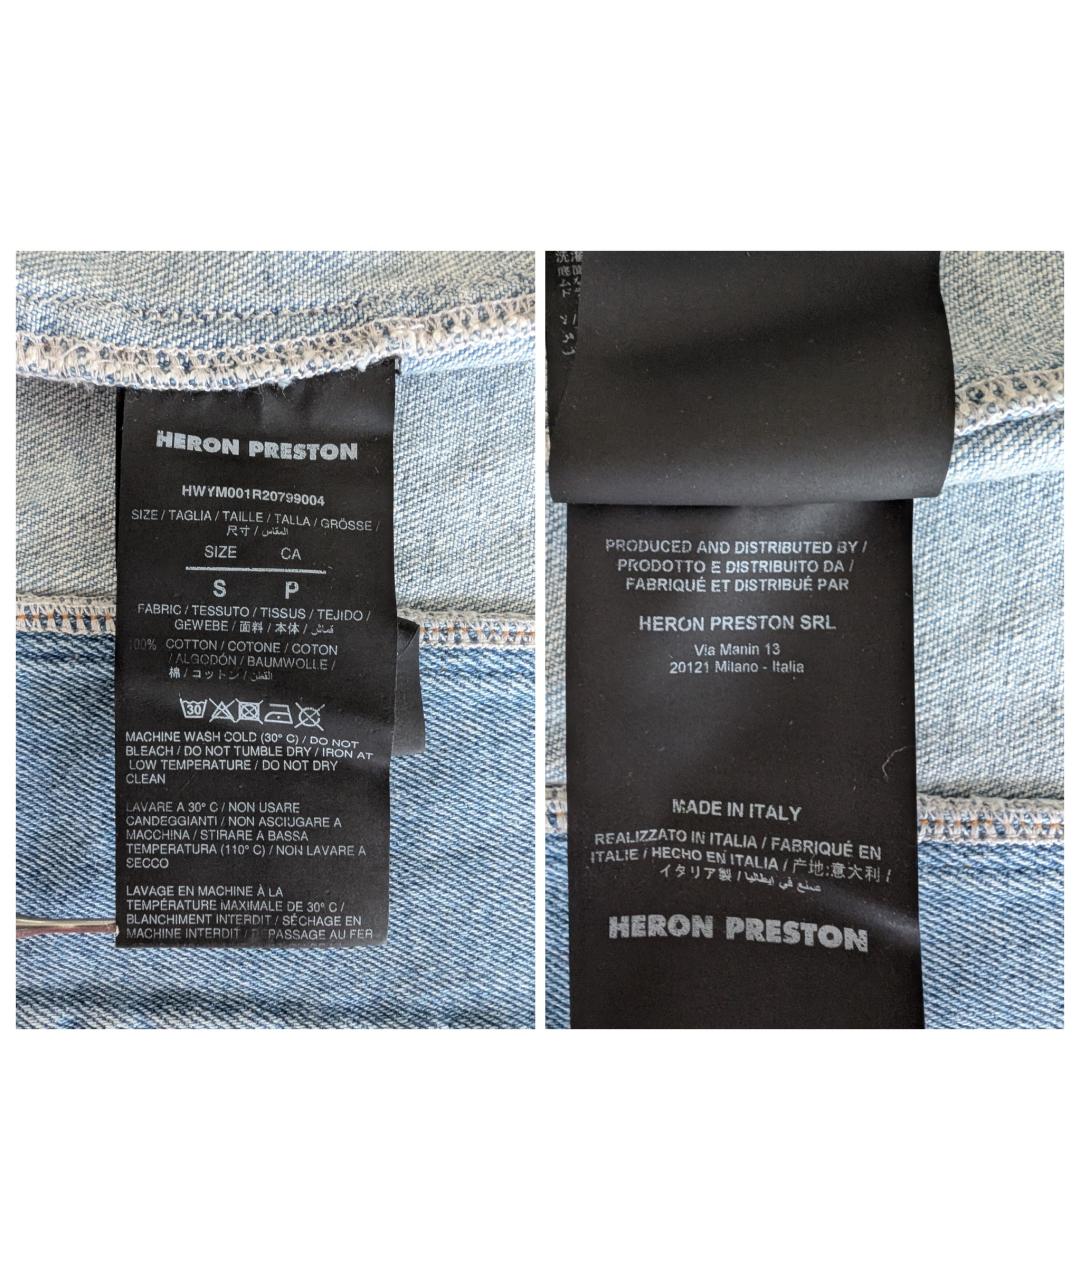 HERON PRESTON
HWYM001R20799004
SIZE / TAGLIA / TAILLE / TALLA / GRÖSSE /
尺寸 / المقاس
SIZE CA
S P
FABRIC / TESSUTO / TISSUS / TEJIDO /
GEWEBE / 面料 / 本体 / قماش
100% COTTON / COTONE / COTON
/ ALGODÓN / BAUMWOLLE /
棉 / コットン / القطن
30
MACHINE WASH COLD (30° C) / DO NOT
BLEACH / DO NOT TUMBLE DRY / IRON AT
LOW TEMPERATURE / DO NOT DRY
CLEAN
LAVARE A 30° C / NON USARE
CANDEGGIANTI / NON ASCIUGARE A
MACCHINA / STIRARE A BASSA
TEMPERATURA (110° C) / NON LAVARE A
SECCO
LAVAGE EN MACHINE À LA
TEMPÉRATURE MAXIMALE DE 30° C /
BLANCHIMENT INTERDIT / SÉCHAGE EN
MACHINE INTERDIT / REPASSAGE AU FER
PRODUCED AND DISTRIBUTED BY /
PRODOTTO E DISTRIBUITO DA /
FABRIQUÉ ET DISTRIBUÉ PAR
HERON PRESTON SRL
Via Manin 13
20121 Milano - Italia
MADE IN ITALY
REALIZZATO IN ITALIA / FABRIQUÉ EN
ITALIE / HECHO EN ITALIA / 产地:意大利 /
イタリア製 / صنع في ايطاليا
HERON PRESTON